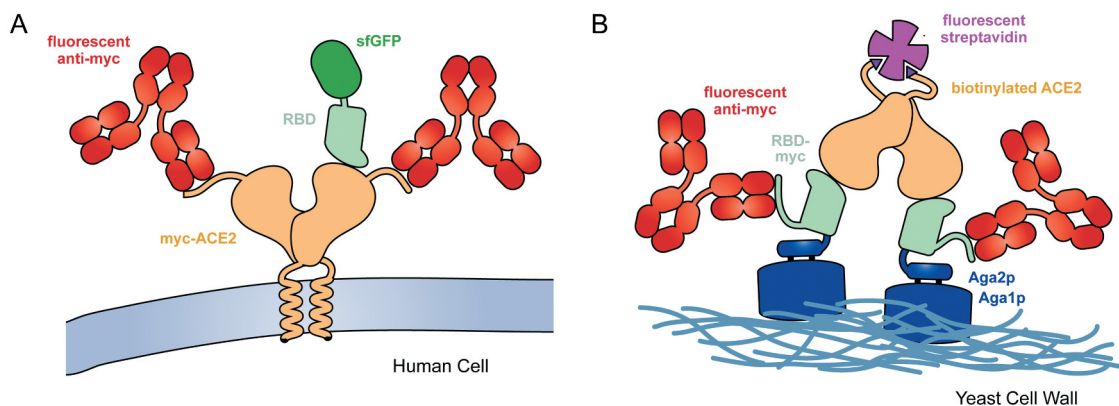 A
fluorescent
anti-myc
sfGFP
RBD
myc-ACE2
Human Cell
B
fluorescent
streptavidin
biotinylated ACE2
fluorescent
anti-myc
RBD-
myc
Aga2p
Aga1p
Yeast Cell Wall